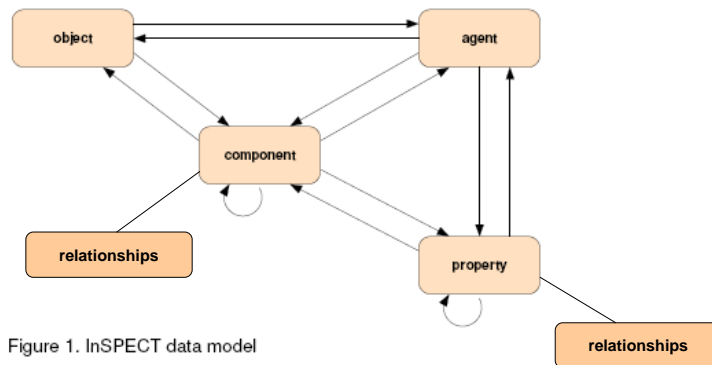 object
agent
component
relationships
property
Figure 1. InSPECT data model
relationships